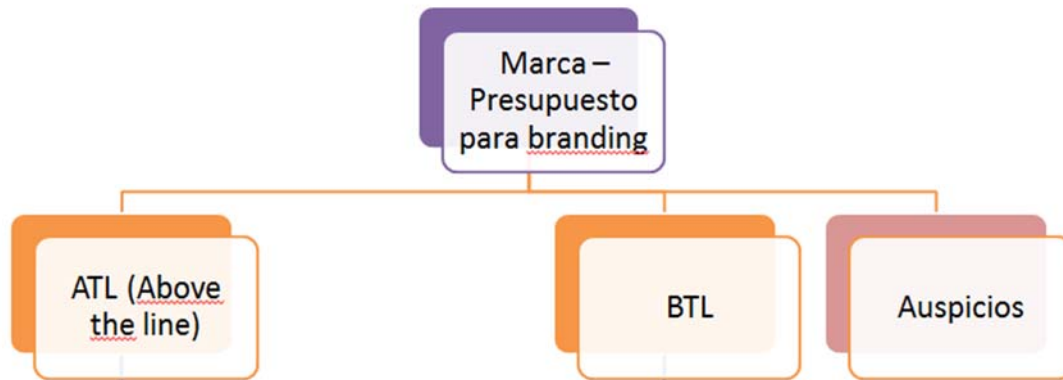 Marca –
Presupuesto
para branding
ATL (Above
the line)
BTL
Auspicios